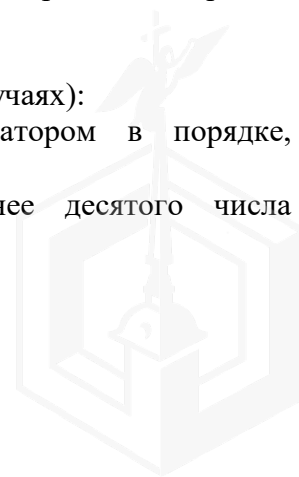 учаях):
атором в порядке,
нее десятого числа